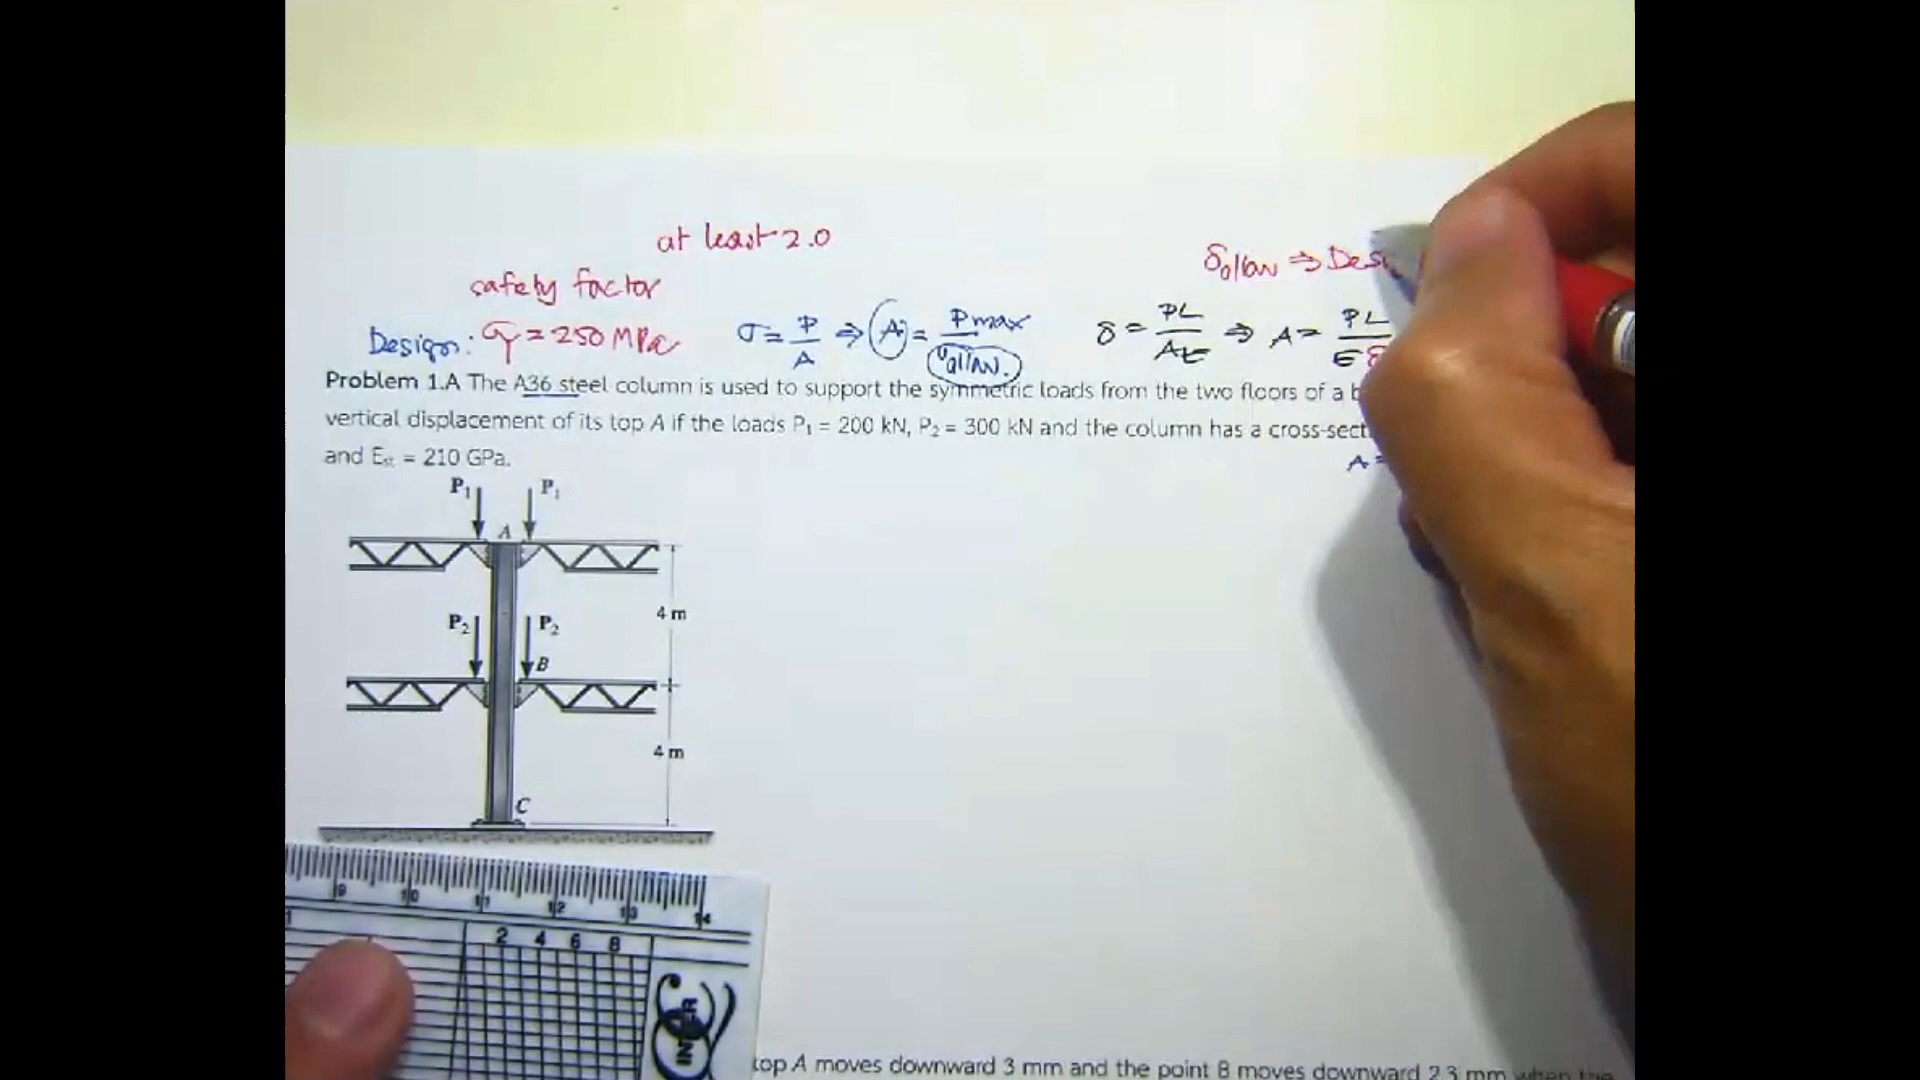 at least 2.0
safety factor
δallow ⇒ Des
Design: σY = 250 MPa
σ = P/A ⇒ A = Pmax/σallow.
δ = PL/AE ⇒ A = PL/Eδ
Problem 1.A The A36 steel column is used to support the symmetric loads from the two floors of a b
vertical displacement of its top A if the loads P1 = 200 kN, P2 = 300 kN and the column has a cross-sect
and Est = 210 GPa.
A =
P1 P1
A
4 m
P2 P2
B
4 m
C
9 10 11 12 13 14
2 4 6 8
INTER
top A moves downward 3 mm and the point B moves downward 2.3 mm when the